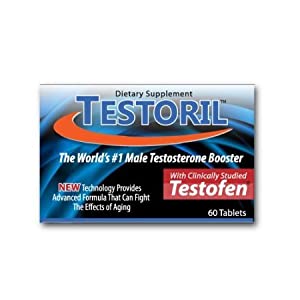 Dietary Supplement
TESTORIL™
The World's #1 Male Testosterone Booster
NEW Technology Provides
Advanced Formula That Can Fight
The Effects of Aging
With Clinically Studied
Testofen
60 Tablets